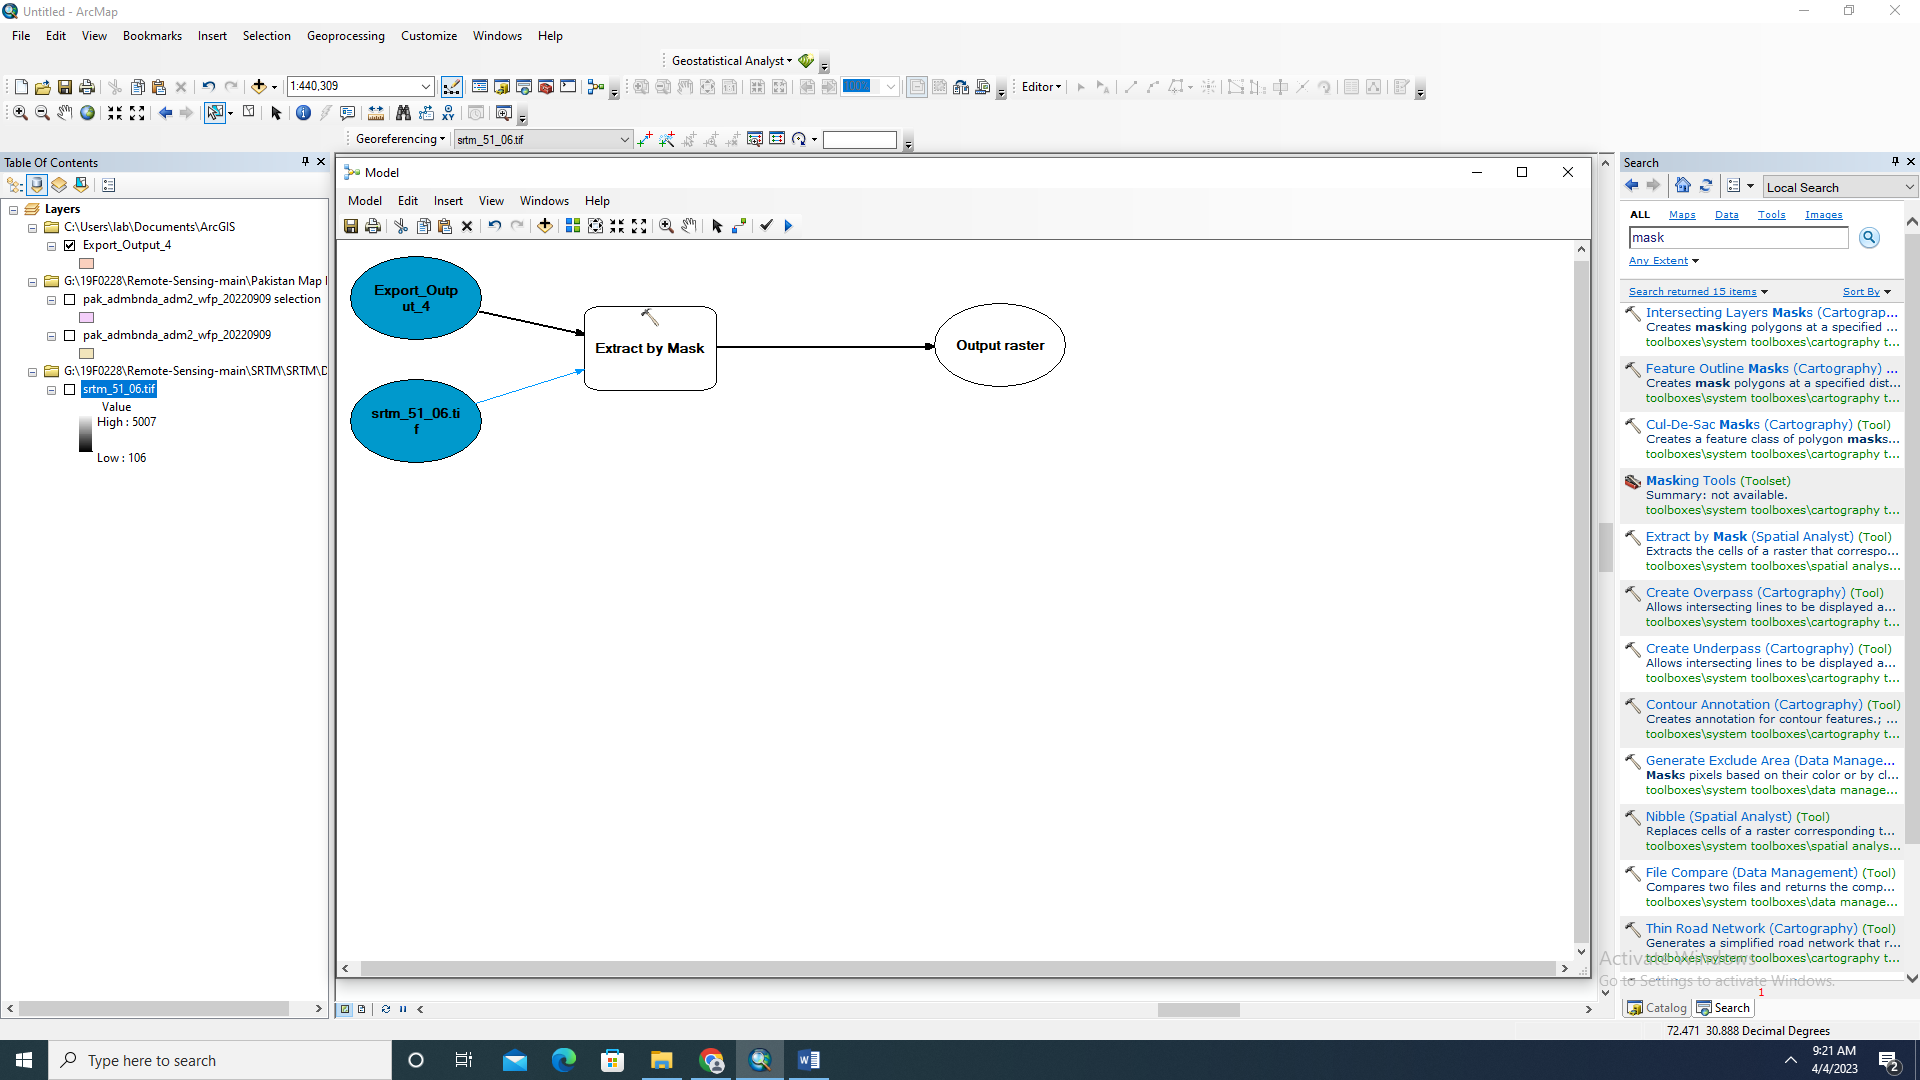 Untitled - ArcMap
File Edit View Bookmarks Insert Selection Geoprocessing Customize Windows Help
Geostatistical Analyst
1:440,309
100%
Editor
Georeferencing
srtm_51_06.tif
Table Of Contents
Layers
C:\Users\lab\Documents\ArcGIS
Export_Output_4
G:\19F0228\Remote-Sensing-main\Pakistan Map
pak_admbnda_adm2_wfp_20220909 selection
pak_admbnda_adm2_wfp_20220909
G:\19F0228\Remote-Sensing-main\SRTM\SRTM\D
srtm_51_06.tif
Value
High : 5007
Low : 106
Model
Model Edit Insert View Windows Help
Export_Outp
ut_4
Extract by Mask
Output raster
srtm_51_06.ti
f
Search
Local Search
ALL Maps Data Tools Images
mask
Any Extent
Search returned 15 items
Sort By
Intersecting Layers Masks (Cartograp...
Creates masking polygons at a specified ...
toolboxes\system toolboxes\cartography t...
Feature Outline Masks (Cartography) ...
Creates mask polygons at a specified dist...
toolboxes\system toolboxes\cartography t...
Cul-De-Sac Masks (Cartography) (Tool)
Creates a feature class of polygon masks...
toolboxes\system toolboxes\cartography t...
Masking Tools (Toolset)
Summary: not available.
toolboxes\system toolboxes\cartography t...
Extract by Mask (Spatial Analyst) (Tool)
Extracts the cells of a raster that correspo...
toolboxes\system toolboxes\spatial analys...
Create Overpass (Cartography) (Tool)
Allows intersecting lines to be displayed a...
toolboxes\system toolboxes\cartography t...
Create Underpass (Cartography) (Tool)
Allows intersecting lines to be displayed a...
toolboxes\system toolboxes\cartography t...
Contour Annotation (Cartography) (Tool)
Creates annotation for contour features.; ...
toolboxes\system toolboxes\cartography t...
Generate Exclude Area (Data Manage...
Masks pixels based on their color or by cl...
toolboxes\system toolboxes\data manage...
Nibble (Spatial Analyst) (Tool)
Replaces cells of a raster corresponding t...
toolboxes\system toolboxes\spatial analys...
File Compare (Data Management) (Tool)
Compares two files and returns the comp...
toolboxes\system toolboxes\data manage...
Thin Road Network (Cartography) (Tool)
Generates a simplified road network that r...
toolboxes\system toolboxes\cartography t...
Activate Windows
Go to Settings to activate Windows.
1
Catalog Search
72.471 30.888 Decimal Degrees
Type here to search
9:21 AM
4/4/2023
2